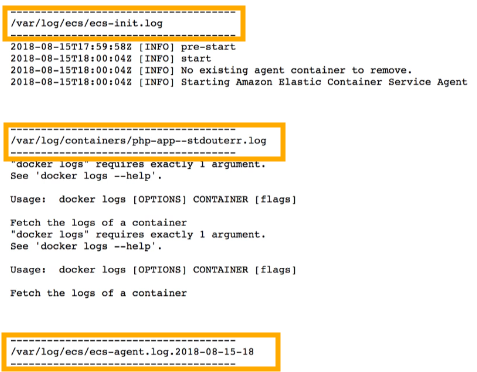 -----------------------------------
/var/log/ecs/ecs-init.log
-----------------------------------
2018-08-15T17:59:58Z [INFO] pre-start
2018-08-15T18:00:04Z [INFO] start
2018-08-15T18:00:04Z [INFO] No existing agent container to remove.
2018-08-15T18:00:04Z [INFO] Starting Amazon Elastic Container Service Agent
-----------------------------------
/var/log/containers/php-app--stdouterr.log
-----------------------------------
"docker logs" requires exactly 1 argument.
See 'docker logs --help'.
Usage:  docker logs [OPTIONS] CONTAINER [flags]
Fetch the logs of a container
"docker logs" requires exactly 1 argument.
See 'docker logs --help'.
Usage:  docker logs [OPTIONS] CONTAINER [flags]
Fetch the logs of a container
-----------------------------------
/var/log/ecs/ecs-agent.log.2018-08-15-18
-----------------------------------